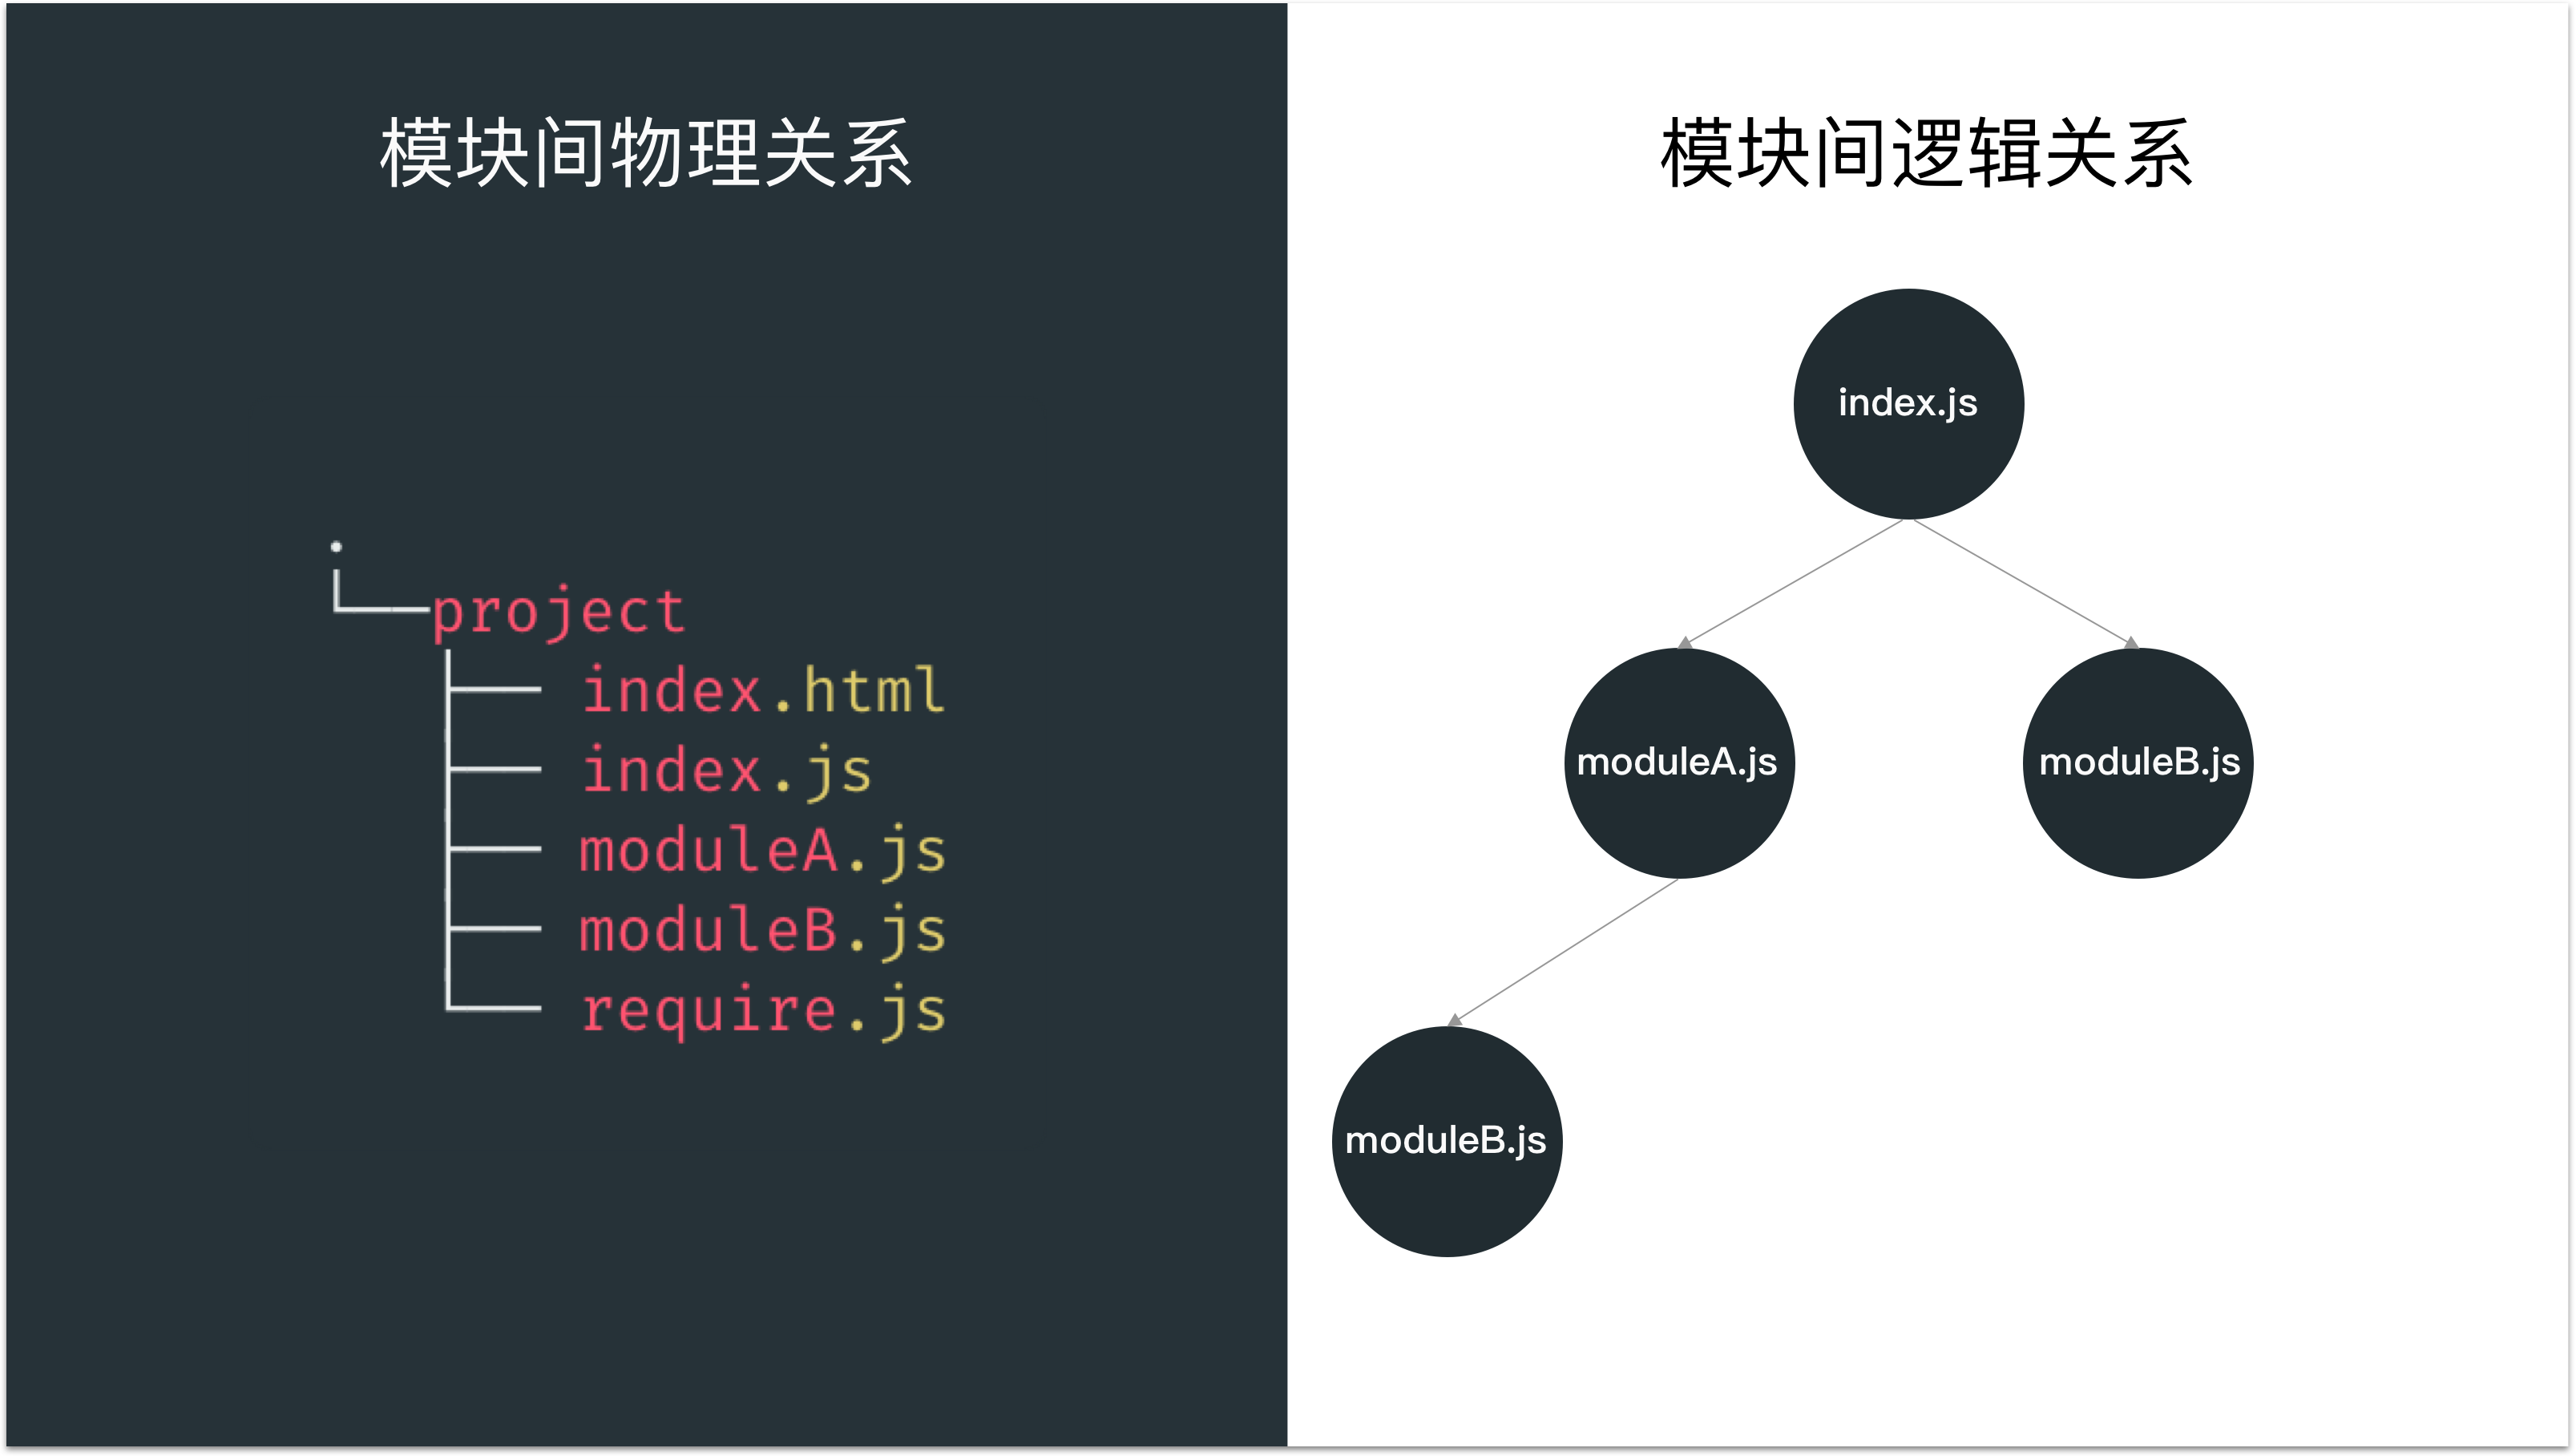 模块间物理关系
.
project
index.html
index.js
moduleA.js
moduleB.js
require.js
模块间逻辑关系
index.js
moduleA.js
moduleB.js
moduleB.js